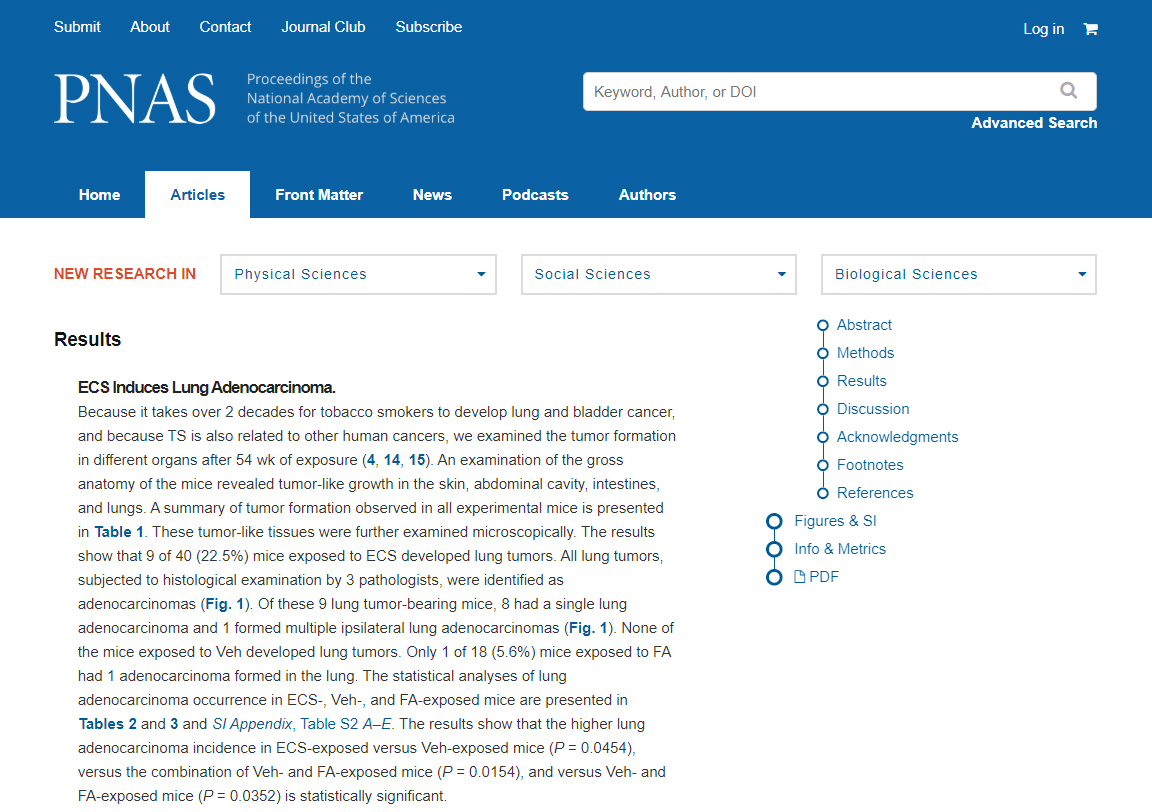 Submit About Contact Journal Club Subscribe Log in
PNAS
Proceedings of the
National Academy of Sciences
of the United States of America
Keyword, Author, or DOI
Advanced Search
Home Articles Front Matter News Podcasts Authors
NEW RESEARCH IN Physical Sciences Social Sciences Biological Sciences
Results
ECS Induces Lung Adenocarcinoma.
Because it takes over 2 decades for tobacco smokers to develop lung and bladder cancer,
and because TS is also related to other human cancers, we examined the tumor formation
in different organs after 54 wk of exposure (4, 14, 15). An examination of the gross
anatomy of the mice revealed tumor-like growth in the skin, abdominal cavity, intestines,
and lungs. A summary of tumor formation observed in all experimental mice is presented
in Table 1. These tumor-like tissues were further examined microscopically. The results
show that 9 of 40 (22.5%) mice exposed to ECS developed lung tumors. All lung tumors,
subjected to histological examination by 3 pathologists, were identified as
adenocarcinomas (Fig. 1). Of these 9 lung tumor-bearing mice, 8 had a single lung
adenocarcinoma and 1 formed multiple ipsilateral lung adenocarcinomas (Fig. 1). None of
the mice exposed to Veh developed lung tumors. Only 1 of 18 (5.6%) mice exposed to FA
had 1 adenocarcinoma formed in the lung. The statistical analyses of lung
adenocarcinoma occurrence in ECS-, Veh-, and FA-exposed mice are presented in
Tables 2 and 3 and SI Appendix, Table S2 A–E. The results show that the higher lung
adenocarcinoma incidence in ECS-exposed versus Veh-exposed mice (P = 0.0454),
versus the combination of Veh- and FA-exposed mice (P = 0.0154), and versus Veh- and
FA-exposed mice (P = 0.0352) is statistically significant.
Abstract
Methods
Results
Discussion
Acknowledgments
Footnotes
References
Figures & SI
Info & Metrics
PDF